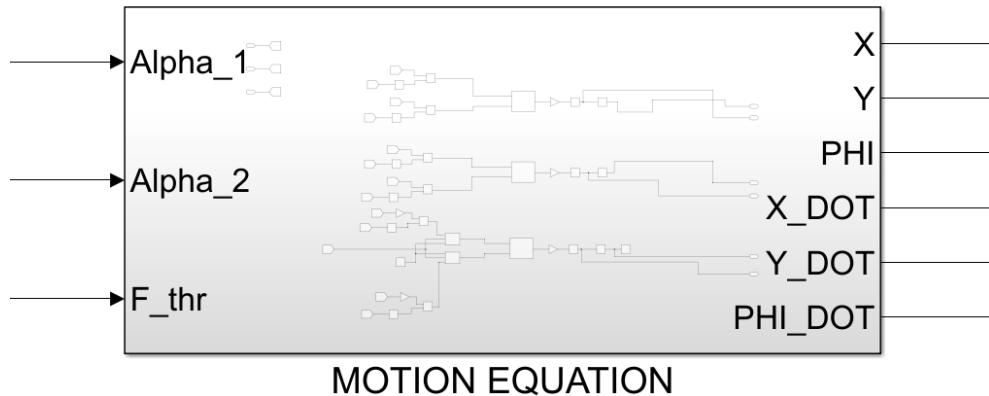 Alpha_1
Alpha_2
F_thr
X
Y
PHI
X_DOT
Y_DOT
PHI_DOT
MOTION EQUATION